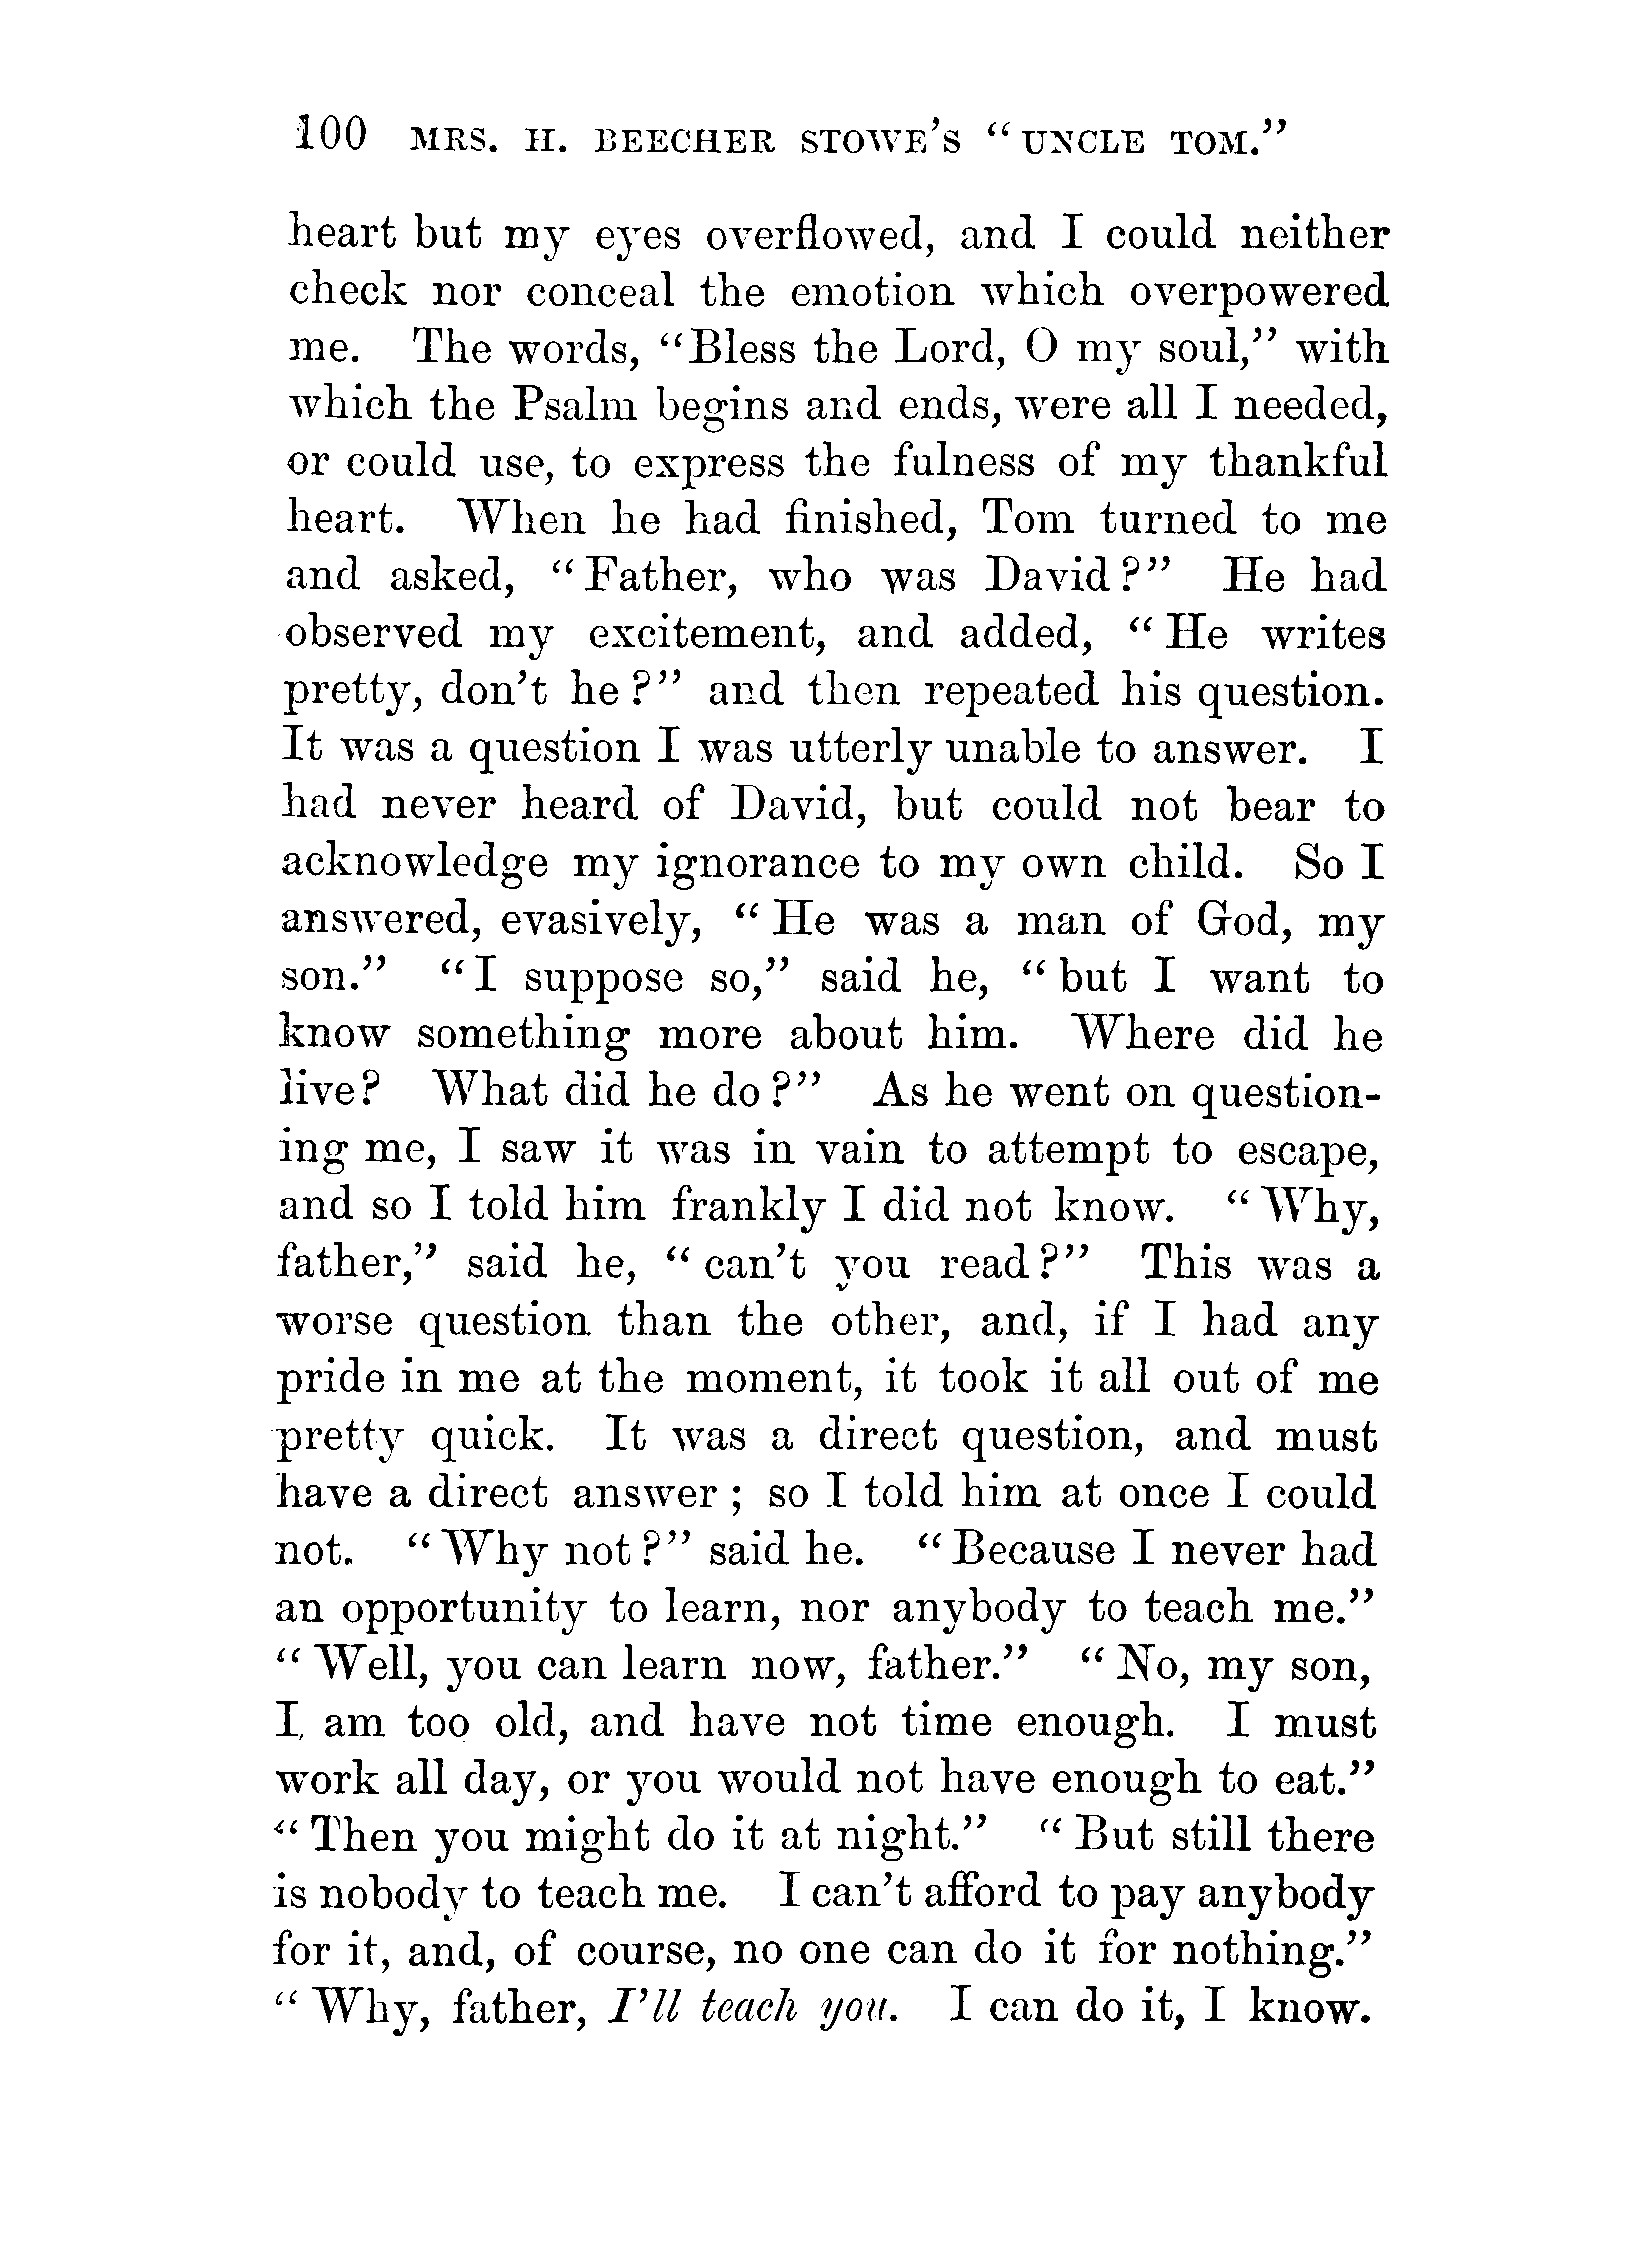 100 MRS. H. BEECHER STOWE'S "UNCLE TOM."
heart but my eyes overflowed, and I could neither
check nor conceal the emotion which overpowered
me. The words, "Bless the Lord, O my soul," with
which the Psalm begins and ends, were all I needed,
or could use, to express the fulness of my thankful
heart. When he had finished, Tom turned to me
and asked, "Father, who was David?" He had
observed my excitement, and added, "He writes
pretty, don't he?" and then repeated his question.
It was a question I was utterly unable to answer. I
had never heard of David, but could not bear to
acknowledge my ignorance to my own child. So I
answered, evasively, "He was a man of God, my
son." "I suppose so," said he, "but I want to
know something more about him. Where did he
live? What did he do?" As he went on question-
ing me, I saw it was in vain to attempt to escape,
and so I told him frankly I did not know. "Why,
father," said he, "can't you read?" This was a
worse question than the other, and, if I had any
pride in me at the moment, it took it all out of me
pretty quick. It was a direct question, and must
have a direct answer; so I told him at once I could
not. "Why not?" said he. "Because I never had
an opportunity to learn, nor anybody to teach me."
"Well, you can learn now, father." "No, my son,
I am too old, and have not time enough. I must
work all day, or you would not have enough to eat."
"Then you might do it at night." "But still there
is nobody to teach me. I can't afford to pay anybody
for it, and, of course, no one can do it for nothing."
"Why, father, I'll teach you. I can do it, I know.